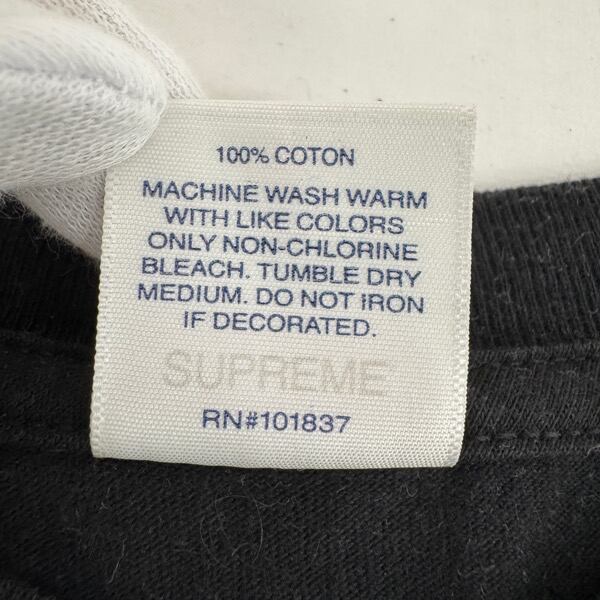 100% COTON
MACHINE WASH WARM
WITH LIKE COLORS
ONLY NON-CHLORINE
BLEACH. TUMBLE DRY
MEDIUM. DO NOT IRON
IF DECORATED.
SUPREME
RN#101837